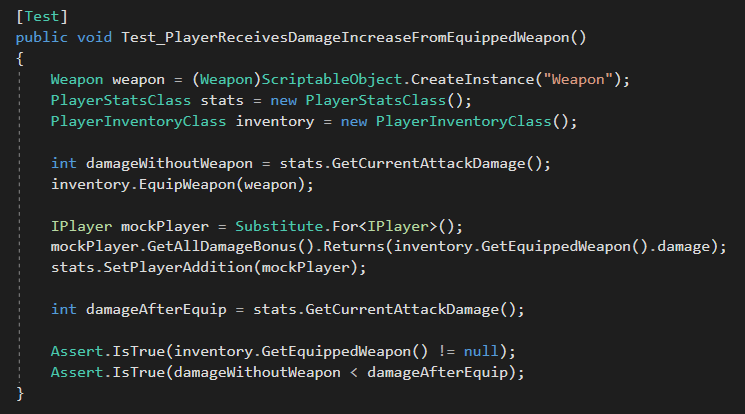 [Test]
public void Test_PlayerReceivesDamageIncreaseFromEquippedWeapon()
{
Weapon weapon = (Weapon)ScriptableObject.CreateInstance("Weapon");
PlayerStatsClass stats = new PlayerStatsClass();
PlayerInventoryClass inventory = new PlayerInventoryClass();
int damageWithoutWeapon = stats.GetCurrentAttackDamage();
inventory.EquipWeapon(weapon);
IPlayer mockPlayer = Substitute.For<IPlayer>();
mockPlayer.GetAllDamageBonus().Returns(inventory.GetEquippedWeapon().damage);
stats.SetPlayerAddition(mockPlayer);
int damageAfterEquip = stats.GetCurrentAttackDamage();
Assert.IsTrue(inventory.GetEquippedWeapon() != null);
Assert.IsTrue(damageWithoutWeapon < damageAfterEquip);
}